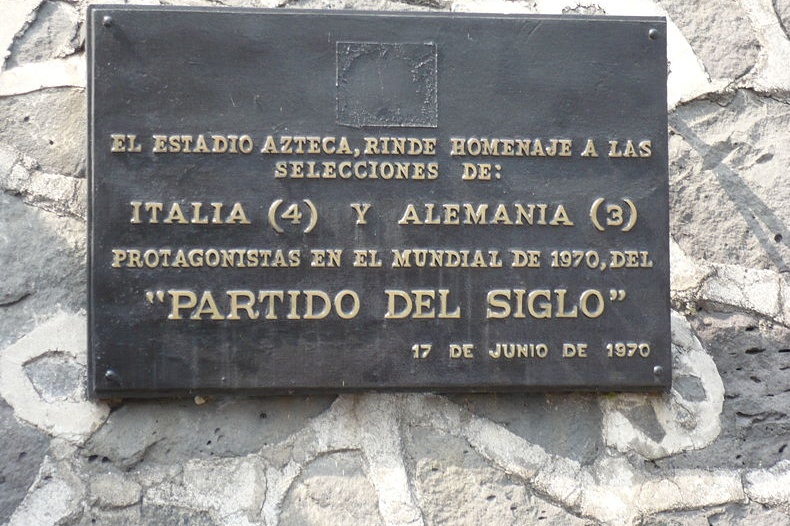 EL ESTADIO AZTECA, RINDE HOMENAJE A LAS
SELECCIONES DE:
ITALIA (4) Y ALEMANIA (3)
PROTAGONISTAS EN EL MUNDIAL DE 1970, DEL
"PARTIDO DEL SIGLO"
17 DE JUNIO DE 1970